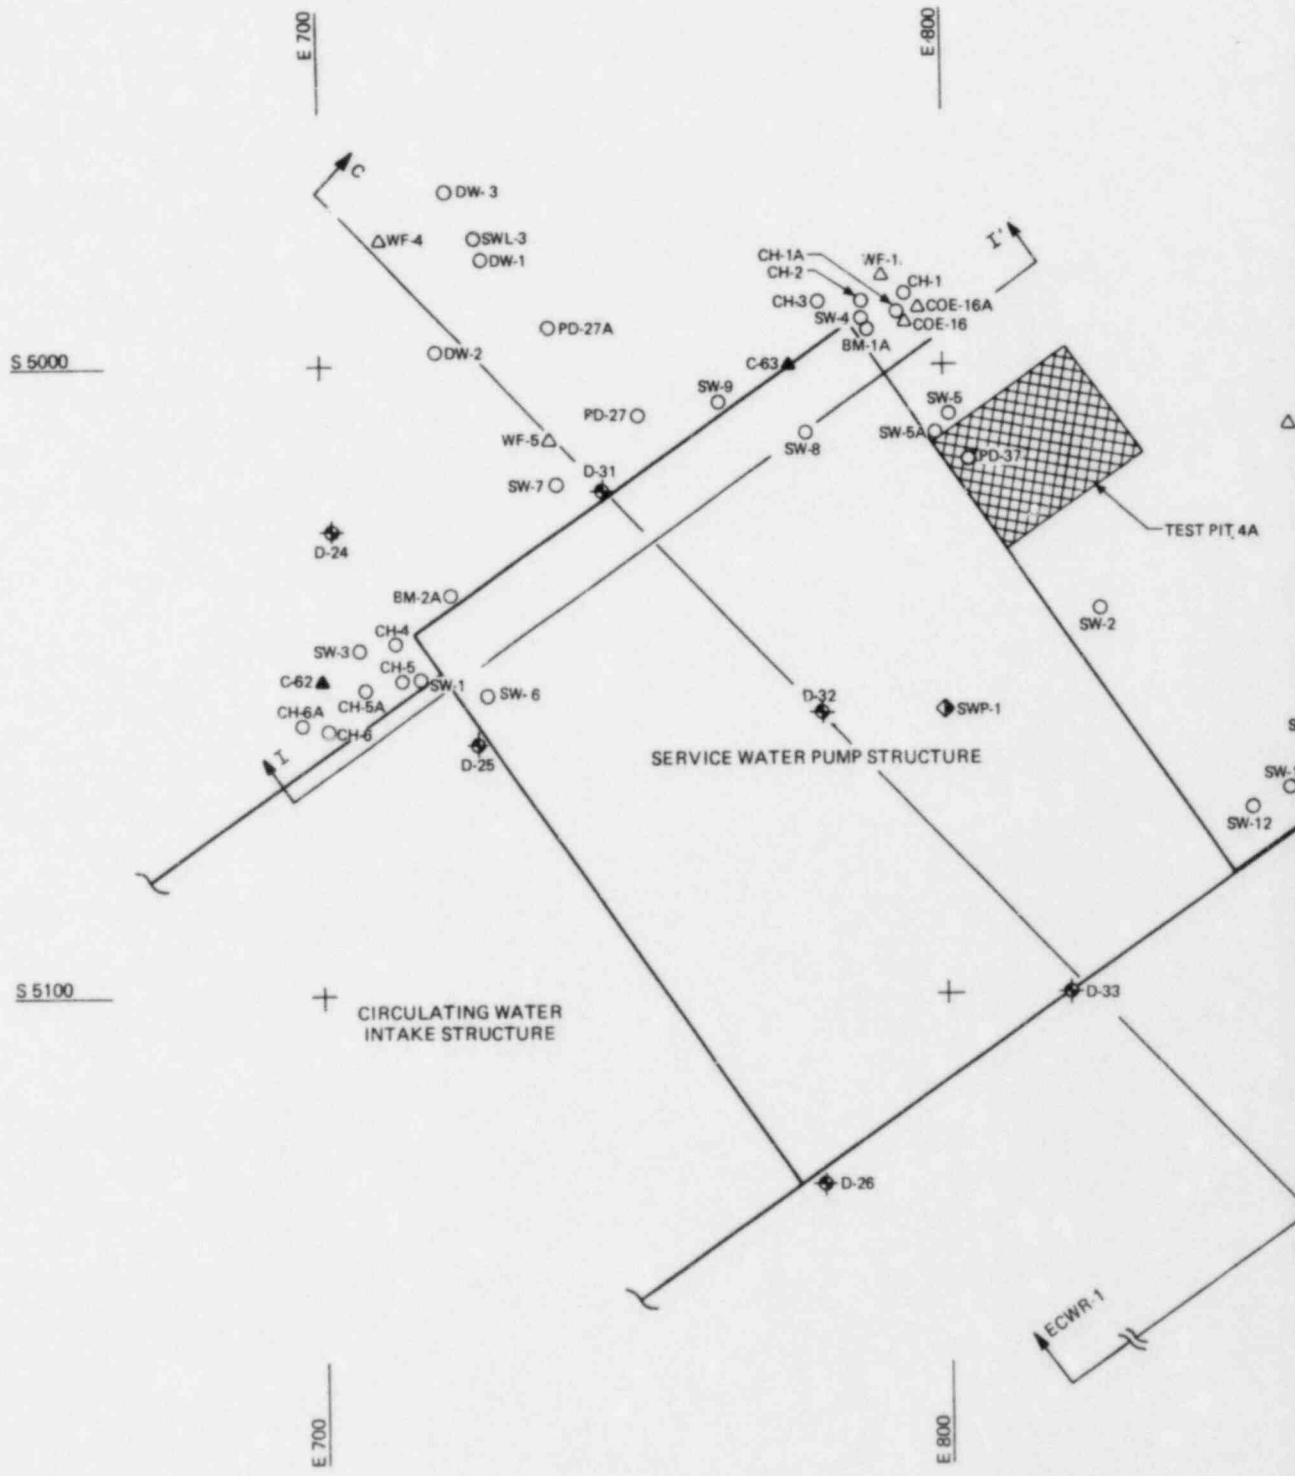 E 700
E 800
C
DW-3
WF-4
SWL-3
DW-1
I'
CH-1A
WF-1
CH-2
CH-1
CH-3
COE-16A
SW-4
COE-16
PD-27A
BM-1A
S 5000
DW-2
C-63
SW-9
SW-5
PD-27
SW-5A
WF-5
SW-8
PD-37
D-31
SW-7
TEST PIT 4A
D-24
BM-2A
SW-2
CH-4
SW-3
CH-5
C-62
SW-1
SW-6
CH-5A
D-32
CH-6A
SWP-1
CH-6
I
SERVICE WATER PUMP STRUCTURE
D-25
SW-12
S 5100
D-33
CIRCULATING WATER
INTAKE STRUCTURE
D-26
ECWR-1
E 700
E 800